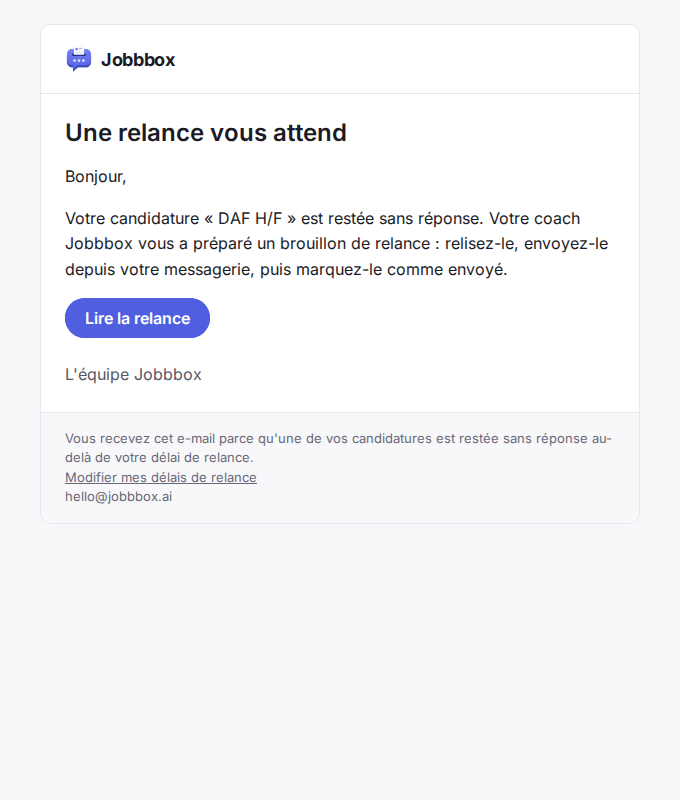 Jobbbox
Une relance vous attend
Bonjour,
Votre candidature « DAF H/F » est restée sans réponse. Votre coach
Jobbbox vous a préparé un brouillon de relance : relisez-le, envoyez-le
depuis votre messagerie, puis marquez-le comme envoyé.
Lire la relance
L'équipe Jobbbox
Vous recevez cet e-mail parce qu'une de vos candidatures est restée sans réponse au-
delà de votre délai de relance.
Modifier mes délais de relance
hello@jobbbox.ai